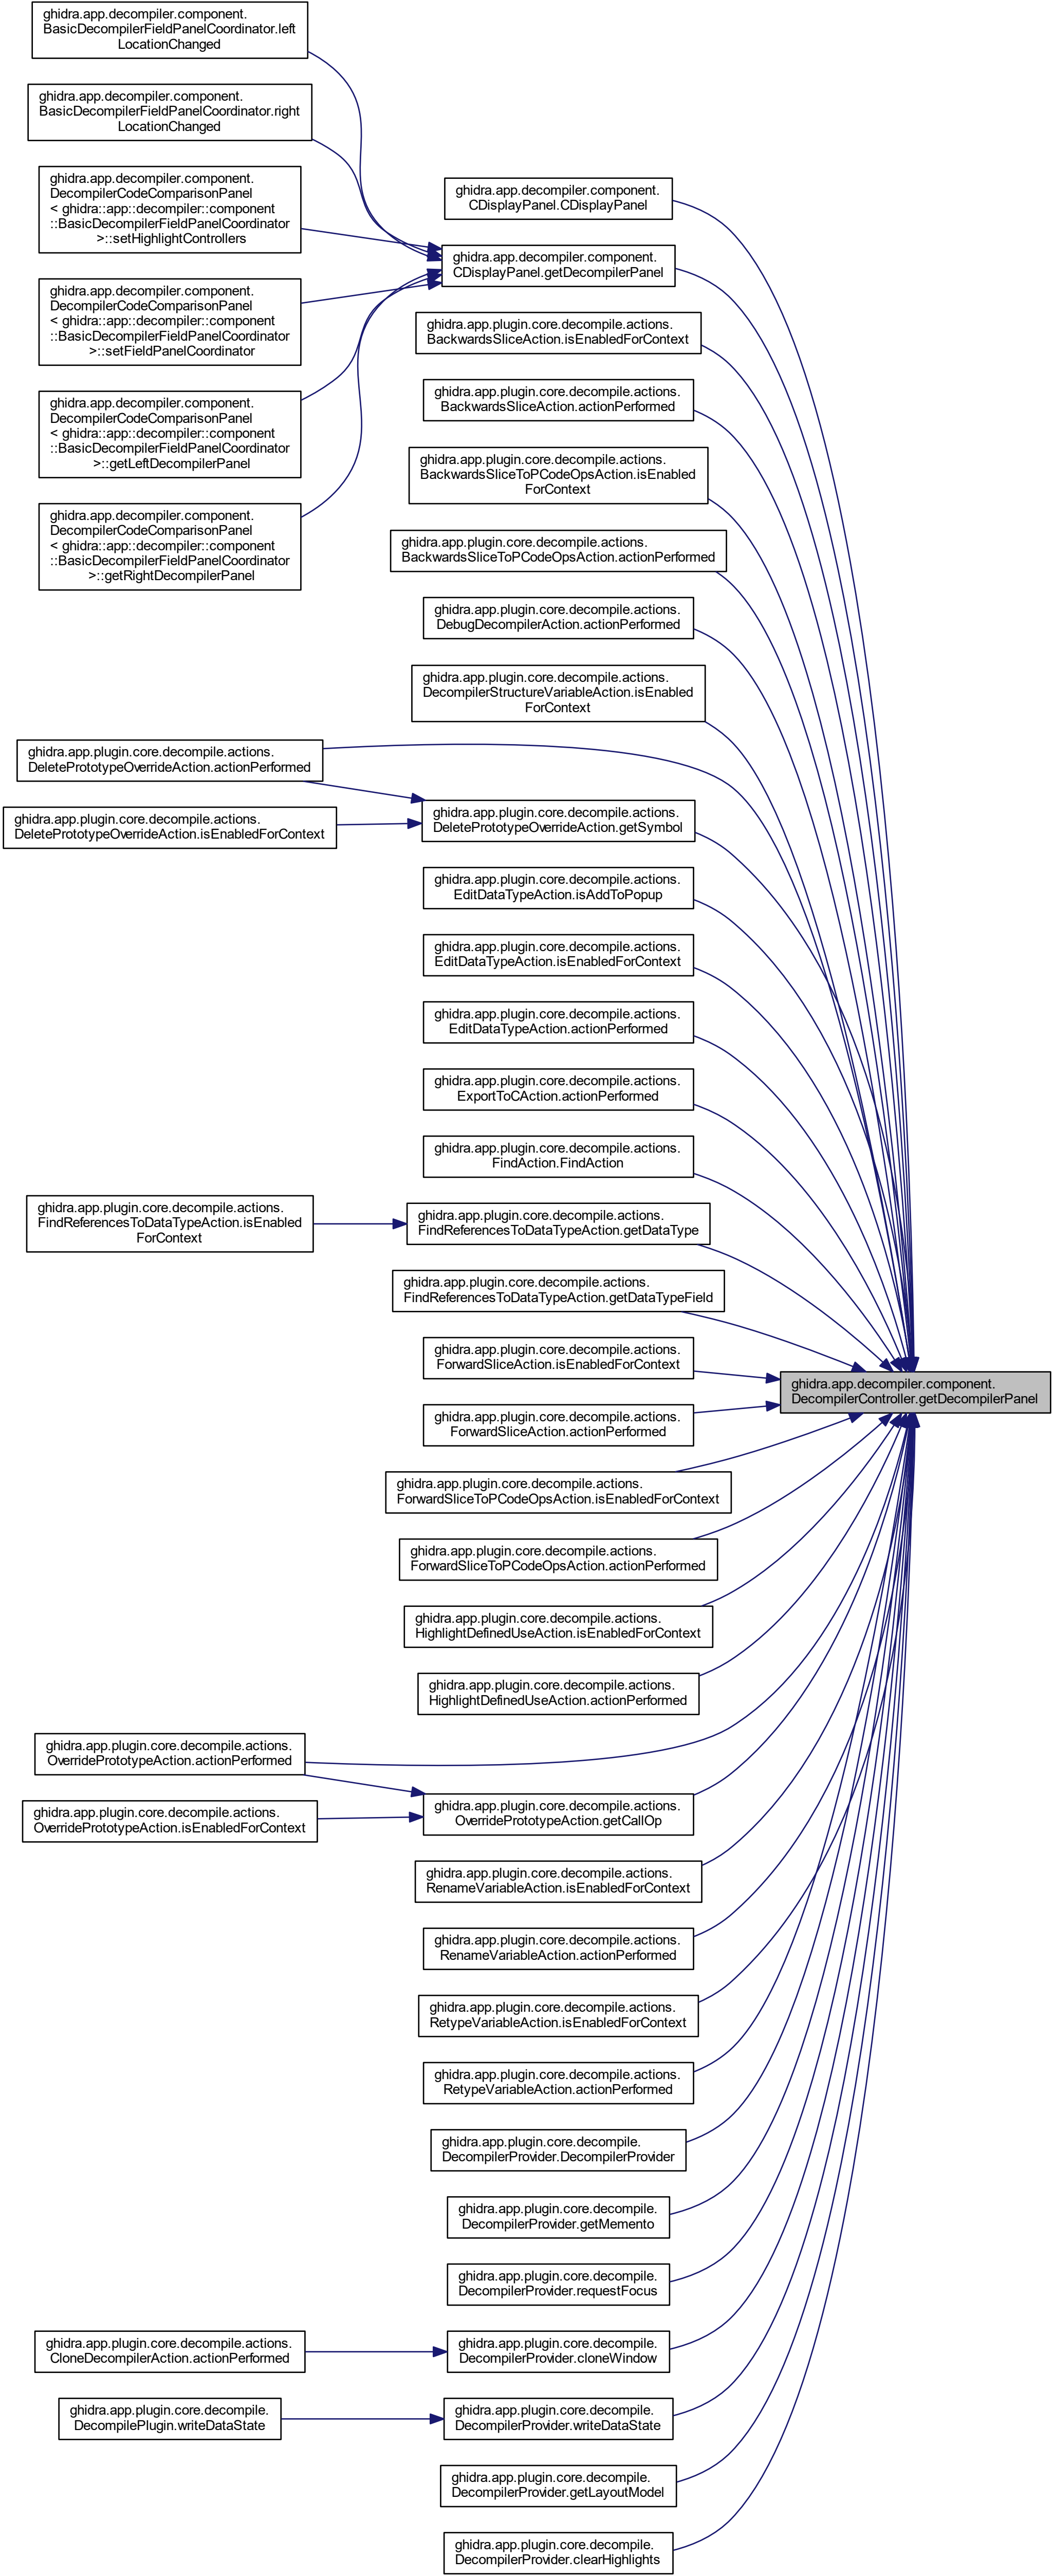 ghidra.app.decompiler.component.
BasicDecompilerFieldPanelCoordinator.left
LocationChanged
ghidra.app.decompiler.component.
BasicDecompilerFieldPanelCoordinator.right
LocationChanged
ghidra.app.decompiler.component.
DecompilerCodeComparisonPanel
< ghidra::app::decompiler::component
::BasicDecompilerFieldPanelCoordinator
>::setHighlightControllers
ghidra.app.decompiler.component.
DecompilerCodeComparisonPanel
< ghidra::app::decompiler::component
::BasicDecompilerFieldPanelCoordinator
>::setFieldPanelCoordinator
ghidra.app.decompiler.component.
DecompilerCodeComparisonPanel
< ghidra::app::decompiler::component
::BasicDecompilerFieldPanelCoordinator
>::getLeftDecompilerPanel
ghidra.app.decompiler.component.
DecompilerCodeComparisonPanel
< ghidra::app::decompiler::component
::BasicDecompilerFieldPanelCoordinator
>::getRightDecompilerPanel
ghidra.app.decompiler.component.
CDisplayPanel.CDisplayPanel
ghidra.app.decompiler.component.
CDisplayPanel.getDecompilerPanel
ghidra.app.plugin.core.decompile.actions.
BackwardsSliceAction.isEnabledForContext
ghidra.app.plugin.core.decompile.actions.
BackwardsSliceAction.actionPerformed
ghidra.app.plugin.core.decompile.actions.
BackwardsSliceToPCodeOpsAction.isEnabled
ForContext
ghidra.app.plugin.core.decompile.actions.
BackwardsSliceToPCodeOpsAction.actionPerformed
ghidra.app.plugin.core.decompile.actions.
DebugDecompilerAction.actionPerformed
ghidra.app.plugin.core.decompile.actions.
DecompilerStructureVariableAction.isEnabled
ForContext
ghidra.app.plugin.core.decompile.actions.
DeletePrototypeOverrideAction.actionPerformed
ghidra.app.plugin.core.decompile.actions.
DeletePrototypeOverrideAction.isEnabledForContext
ghidra.app.plugin.core.decompile.actions.
DeletePrototypeOverrideAction.getSymbol
ghidra.app.plugin.core.decompile.actions.
EditDataTypeAction.isAddToPopup
ghidra.app.plugin.core.decompile.actions.
EditDataTypeAction.isEnabledForContext
ghidra.app.plugin.core.decompile.actions.
EditDataTypeAction.actionPerformed
ghidra.app.plugin.core.decompile.actions.
ExportToCAction.actionPerformed
ghidra.app.plugin.core.decompile.actions.
FindAction.FindAction
ghidra.app.plugin.core.decompile.actions.
FindReferencesToDataTypeAction.isEnabled
ForContext
ghidra.app.plugin.core.decompile.actions.
FindReferencesToDataTypeAction.getDataType
ghidra.app.plugin.core.decompile.actions.
FindReferencesToDataTypeAction.getDataTypeField
ghidra.app.plugin.core.decompile.actions.
ForwardSliceAction.isEnabledForContext
ghidra.app.decompiler.component.
DecompilerController.getDecompilerPanel
ghidra.app.plugin.core.decompile.actions.
ForwardSliceAction.actionPerformed
ghidra.app.plugin.core.decompile.actions.
ForwardSliceToPCodeOpsAction.isEnabledForContext
ghidra.app.plugin.core.decompile.actions.
ForwardSliceToPCodeOpsAction.actionPerformed
ghidra.app.plugin.core.decompile.actions.
HighlightDefinedUseAction.isEnabledForContext
ghidra.app.plugin.core.decompile.actions.
HighlightDefinedUseAction.actionPerformed
ghidra.app.plugin.core.decompile.actions.
OverridePrototypeAction.actionPerformed
ghidra.app.plugin.core.decompile.actions.
OverridePrototypeAction.isEnabledForContext
ghidra.app.plugin.core.decompile.actions.
OverridePrototypeAction.getCallOp
ghidra.app.plugin.core.decompile.actions.
RenameVariableAction.isEnabledForContext
ghidra.app.plugin.core.decompile.actions.
RenameVariableAction.actionPerformed
ghidra.app.plugin.core.decompile.actions.
RetypeVariableAction.isEnabledForContext
ghidra.app.plugin.core.decompile.actions.
RetypeVariableAction.actionPerformed
ghidra.app.plugin.core.decompile.
DecompilerProvider.DecompilerProvider
ghidra.app.plugin.core.decompile.
DecompilerProvider.getMemento
ghidra.app.plugin.core.decompile.
DecompilerProvider.requestFocus
ghidra.app.plugin.core.decompile.actions.
CloneDecompilerAction.actionPerformed
ghidra.app.plugin.core.decompile.
DecompilerProvider.cloneWindow
ghidra.app.plugin.core.decompile.
DecompilePlugin.writeDataState
ghidra.app.plugin.core.decompile.
DecompilerProvider.writeDataState
ghidra.app.plugin.core.decompile.
DecompilerProvider.getLayoutModel
ghidra.app.plugin.core.decompile.
DecompilerProvider.clearHighlights